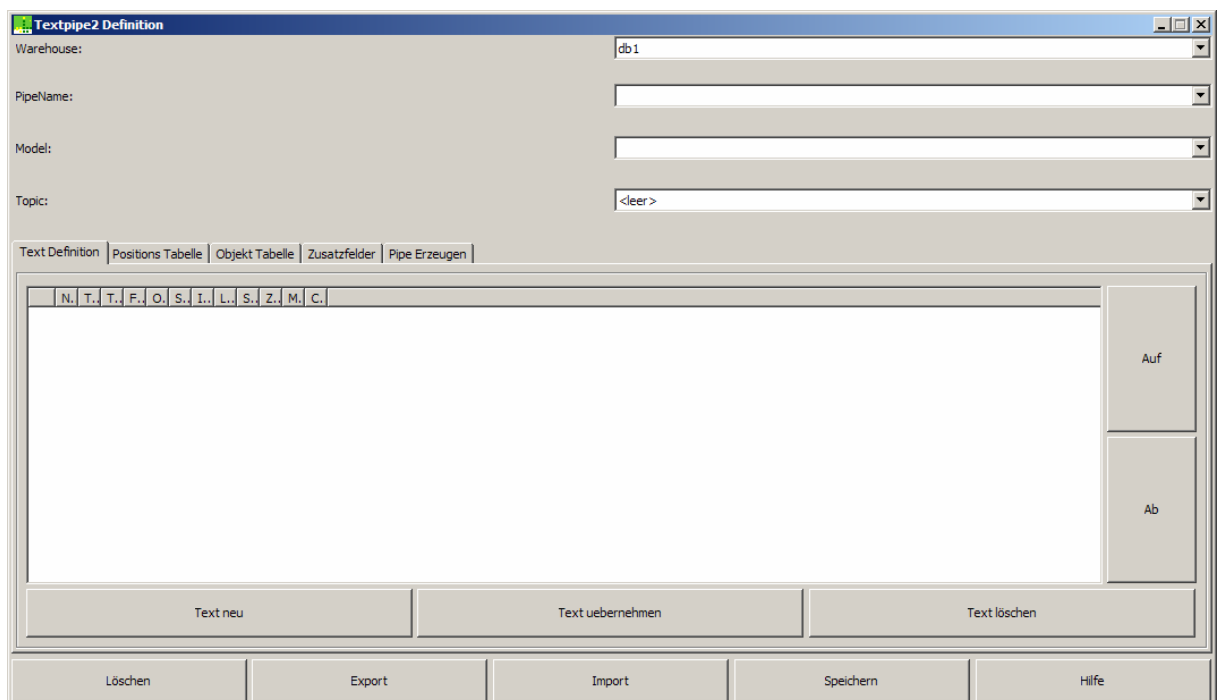 Textpipe2 Definition
Warehouse: db1
PipeName:
Model:
Topic: <leer>
Text Definition Positions Tabelle Objekt Tabelle Zusatzfelder Pipe Erzeugen
N. T.. T.. F.. O. S.. I.. L.. S.. Z.. M. C.
Auf
Ab
Text neu Text uebernehmen Text löschen
Löschen Export Import Speichern Hilfe